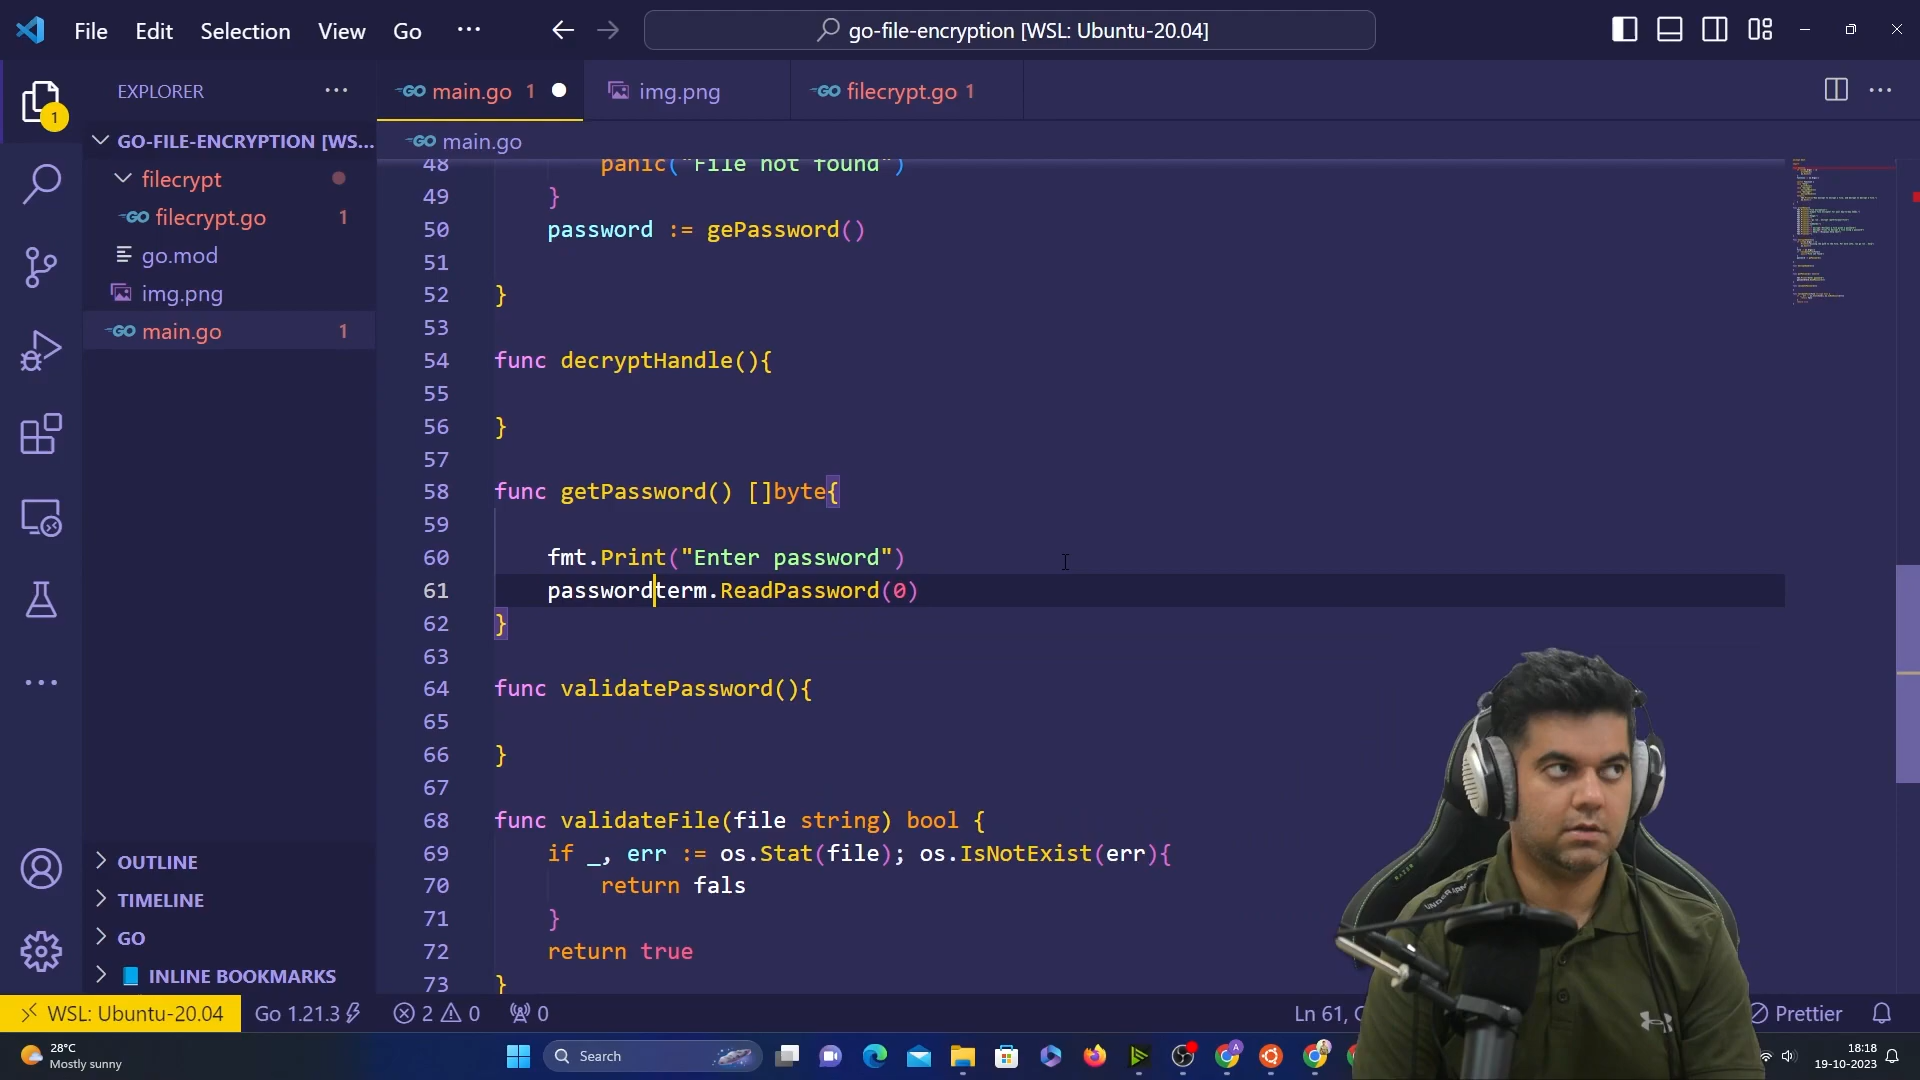 File Edit Selection View Go ··· go-file-encryption [WSL: Ubuntu-20.04]
EXPLORER ···
main.go 1
img.png
filecrypt.go 1
1
GO-FILE-ENCRYPTION [WS...
main.go
filecrypt
filecrypt.go 1
go.mod
img.png
main.go 1
48 panic("File not found")
49 }
50 password := gePassword()
51
52 }
53
54 func decryptHandle(){
55
56 }
57
58 func getPassword() []byte{
59
60 fmt.Print("Enter password")
61 passwordterm.ReadPassword(0)
62 }
63
64 func validatePassword(){
65
66 }
67
68 func validateFile(file string) bool {
69 if _, err := os.Stat(file); os.IsNotExist(err){
70 return fals
71 }
72 return true
73 }
OUTLINE
TIMELINE
GO
INLINE BOOKMARKS
WSL: Ubuntu-20.04 Go 1.21.3 2 0 0 Ln 61, Prettier
28°C
Mostly sunny
Search
18:18
19-10-2023